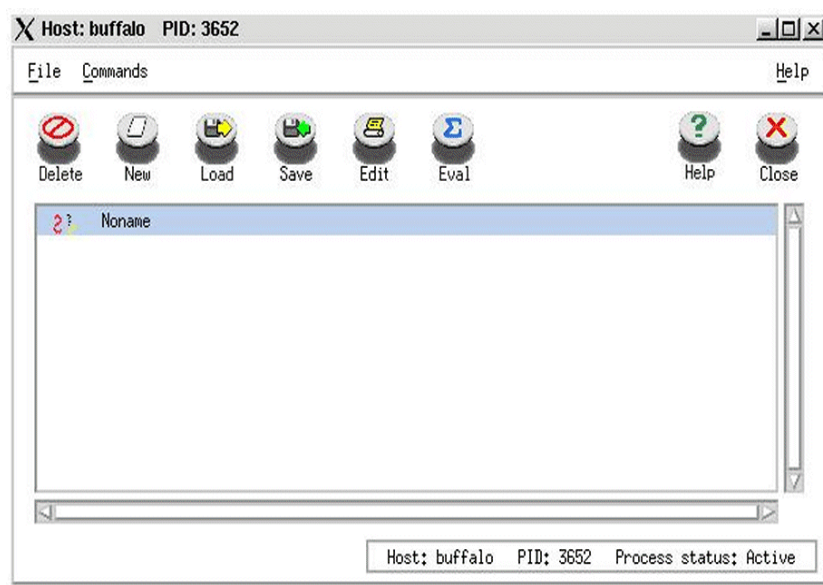 Host: buffalo PID: 3652
File Commands Help
Delete New Load Save Edit Eval Help Close
Noname
Host: buffalo PID: 3652 Process status: Active